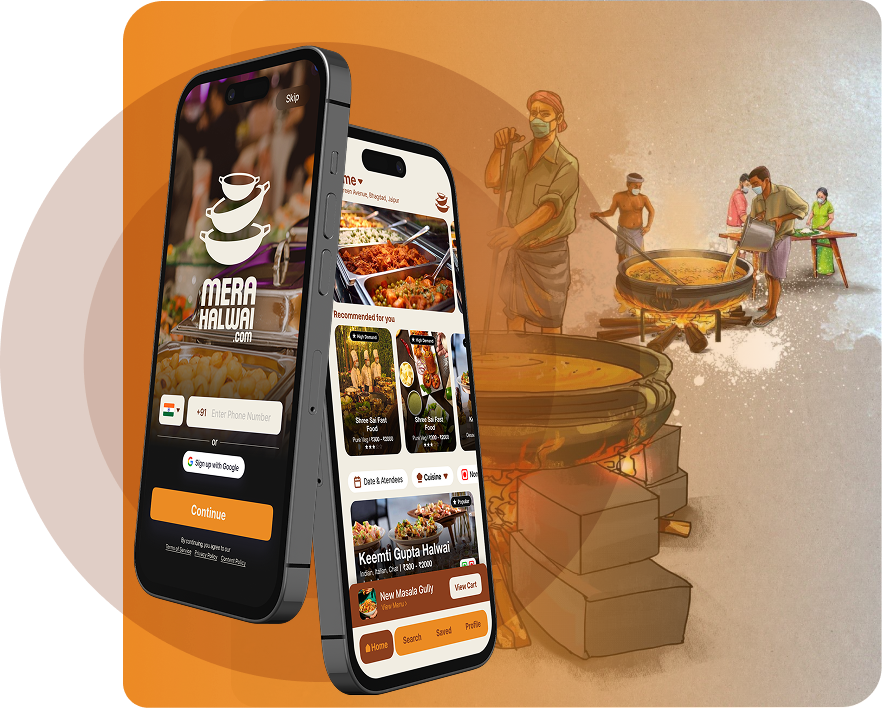 Skip
MERA
HALWAI
.com
+91 Enter Phone Number
or
G Sign up with Google
Continue
By continuing, you agree to our
Terms of Service Privacy Policy Content Policy
me
Avenue, Bhagpat, Jaipur
Recommended for you
High Demand
High Demand
Shree Sai Fast
Food
Pure Veg | ₹300 - ₹2000
Shree Sai Fast
Food
Pure Veg | ₹300 - ₹2000
Date & Atendees
Cuisine
Non
Popular
Keemti Gupta Halwai
Indian, Italian, Chat | ₹300 - ₹2000
New Masala Gully
View Menu
View Cart
Home
Search
Saved
Profile